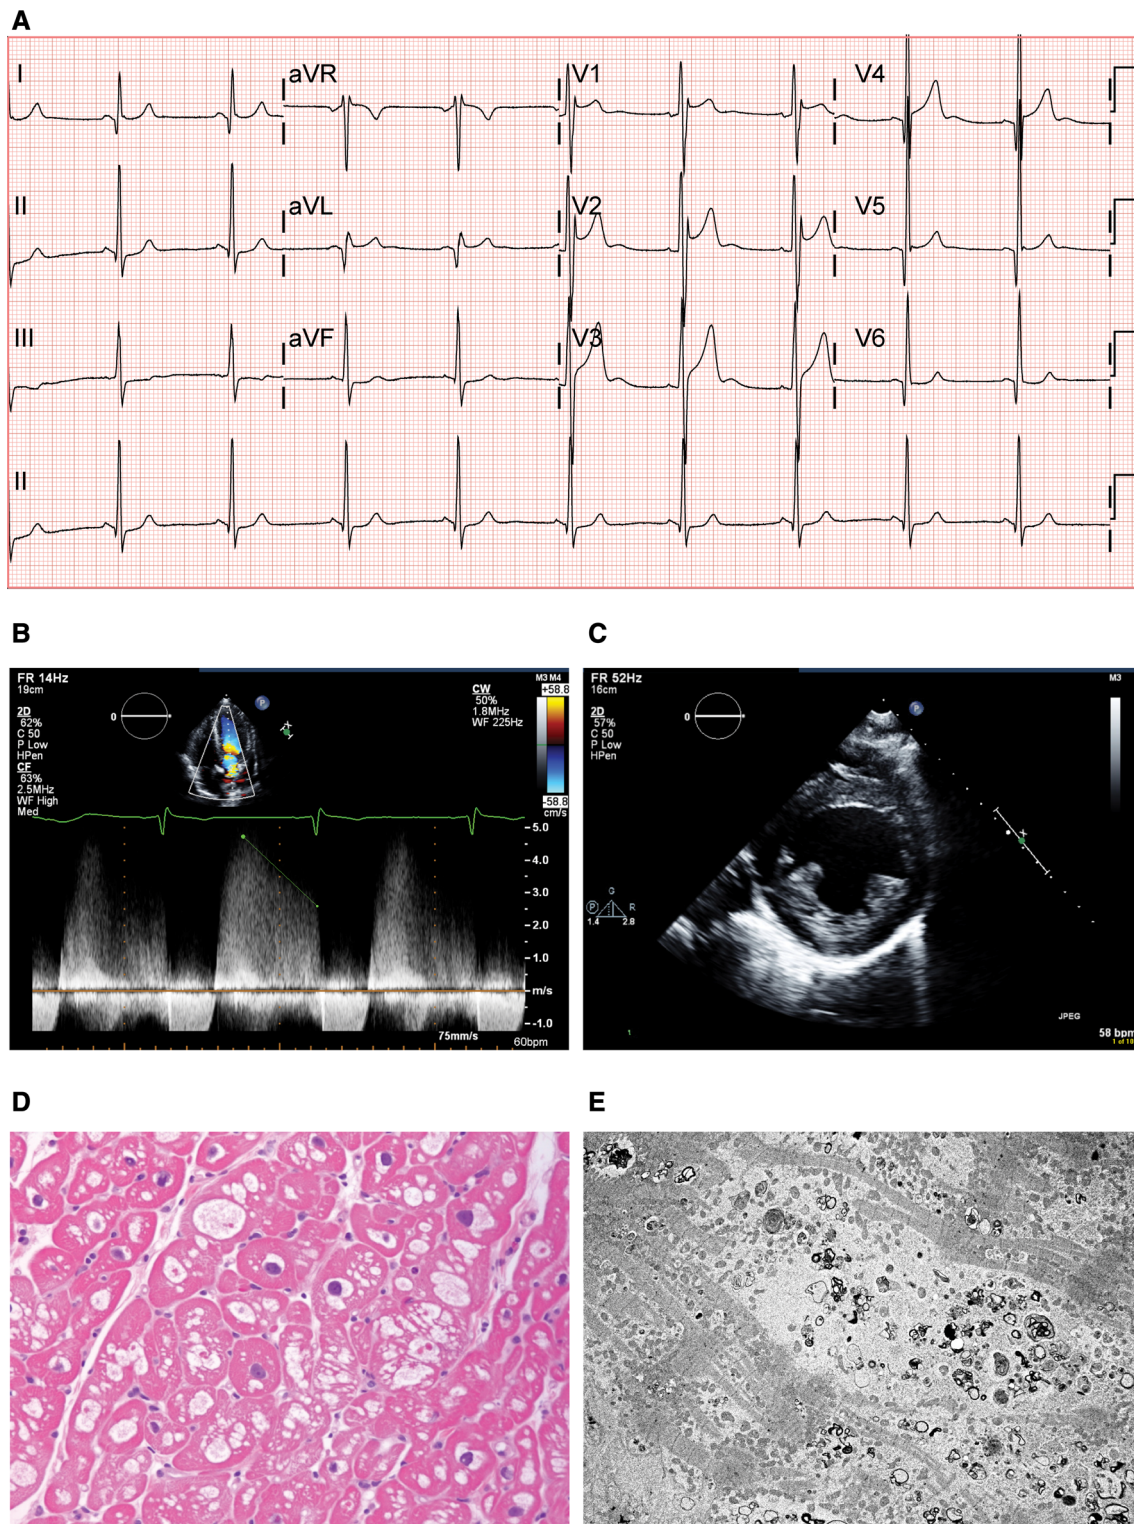 A
I aVR V1 V4
II aVL V2 V5
III aVF V3 V6
II
B
FR 14Hz
19cm
2D
62%
C 50
P Low
HPen
CF
63%
2.5MHz
WF High
Med
0
P
x
CW
50%
1.8MHz
WF 225Hz
M3 M4
+58.8
-58.8
cm/s
5.0
4.0
3.0
2.0
1.0
m/s
-1.0
75mm/s
60bpm
C
FR 52Hz
16cm
2D
57%
C 50
P Low
HPen
0
P
x
M3
G
P R
1.4 2.8
1
JPEG
58 bpm
1 of 10
D
E